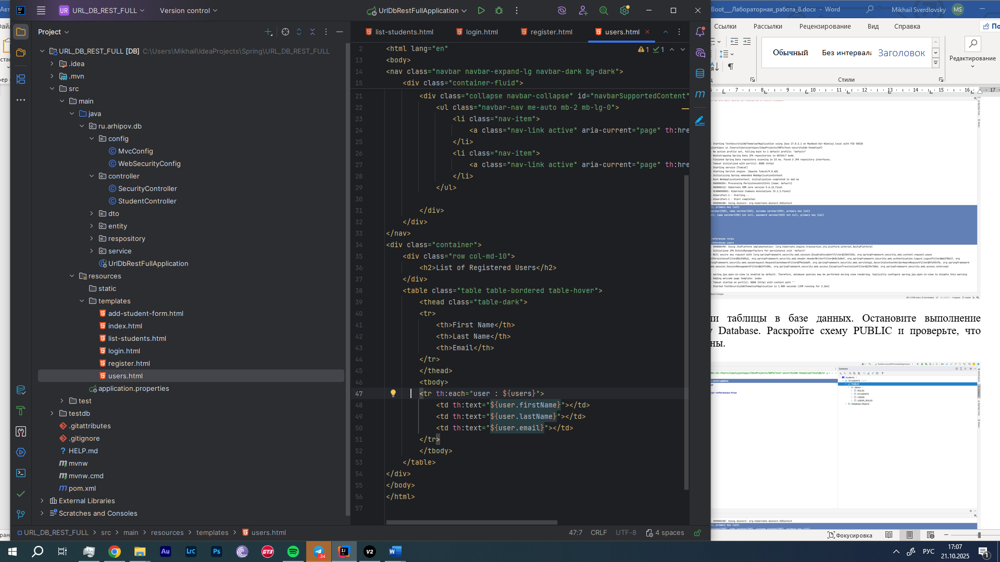 URL_DB_REST_FULL
Version control
UrlDbRestFullApplication
Boot__Лабораторная_работа_8.docx - Word
Mikhail Sverdlovsky
MS
Project
list-students.html
login.html
register.html
users.html
Ссылки
Рассылки
Рецензирование
Вид
Справка
URL_DB_REST_FULL [DB] C:\Users\Mikhail\IdeaProjects\Spring\URL_DB_REST_FULL
.idea
.mvn
src
main
java
ru.arhipov.db
config
MvcConfig
WebSecurityConfig
controller
SecurityController
StudentController
dto
entity
respository
service
UrlDbRestFullApplication
resources
static
templates
add-student-form.html
index.html
list-students.html
login.html
register.html
users.html
application.properties
test
testdb
.gitattributes
.gitignore
HELP.md
mvnw
mvnw.cmd
pom.xml
External Libraries
Scratches and Consoles
2 <html lang="en"
1 1
13 <body>
14 <nav class="navbar navbar-expand-lg navbar-dark bg-dark">
15 <div class="container-fluid">
21 <div class="collapse navbar-collapse" id="navbarSupportedContent"
22 <ul class="navbar-nav me-auto mb-2 mb-lg-0">
23 <li class="nav-item">
24 <a class="nav-link active" aria-current="page" th:hre
25 </li>
26 <li class="nav-item">
27 <a class="nav-link active" aria-current="page" th:hre
28 </li>
29 </ul>
30
31 </div>
32 </div>
33 </nav>
34 <div class="container">
35 <div class="row col-md-10">
36 <h2>List of Registered Users</h2>
37 </div>
38 <table class="table table-bordered table-hover">
39 <thead class="table-dark">
40 <tr>
41 <th>First Name</th>
42 <th>Last Name</th>
43 <th>Email</th>
44 </tr>
45 </thead>
46 <tbody>
47 <tr th:each="user : ${users}">
48 <td th:text="${user.firstName}"></td>
49 <td th:text="${user.lastName}"></td>
50 <td th:text="${user.email}"></td>
51 </tr>
52 </tbody>
53 </table>
54 </div>
55 </body>
56 </html>
57
Обычный
Без интервала
Заголовок
Редактирование
Стили
7 8 9 10 11 12 13 14 15 16 17
ли таблицы в базе данных. Остановите выполнение
Database. Раскройте схему PUBLIC и проверьте, что
ны.
URL_DB_REST_FULL > src > main > resources > templates > users.html
47:7
CRLF
UTF-8
4 spaces
Фокусировка
РУС
17:07
21.10.2025